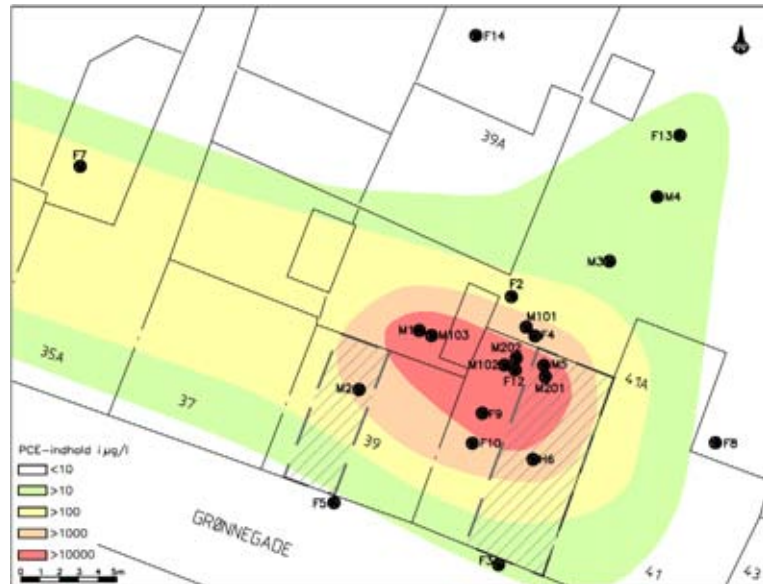 F14
39A
F13
F7
M4
M3
F2
M101
F4
M1
M103
M202
M102
M5
F12
M201
35A
37
M2
41A
F9
39
F10
F8
H6
PCE-indhold i µg/l
<10
>10
>100
>1000
>10000
F5
GRØNNEGADE
F3
41
43
0 1 2 3 4 5m